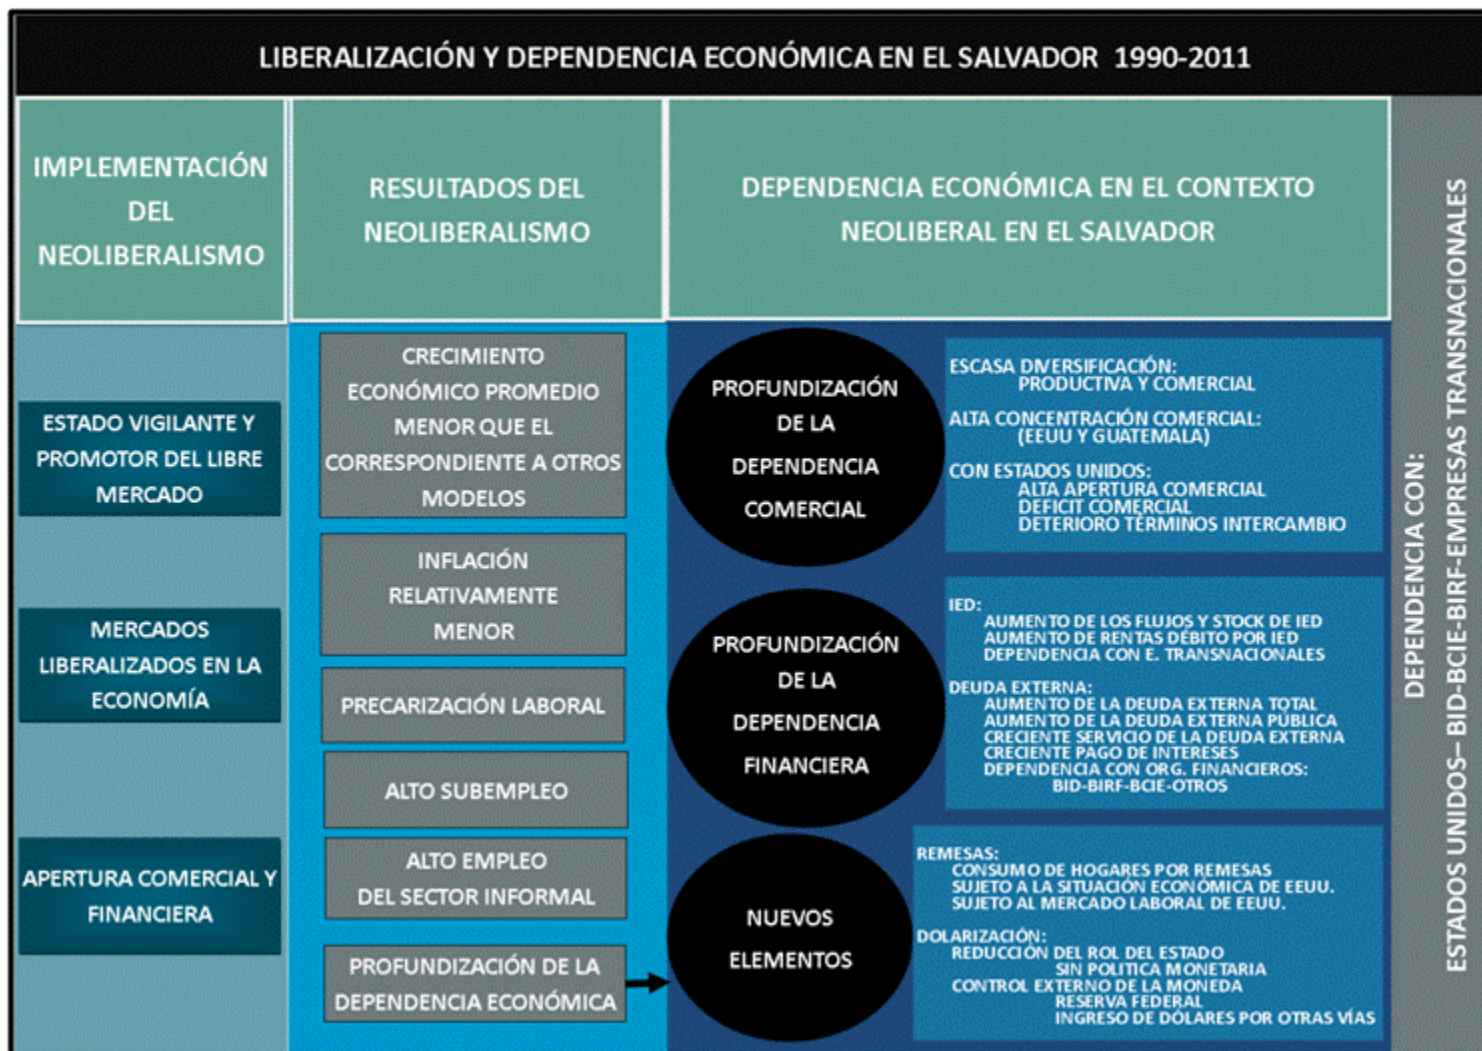 LIBERALIZACIÓN Y DEPENDENCIA ECONÓMICA EN EL SALVADOR 1990-2011
IMPLEMENTACIÓN
DEL
NEOLIBERALISMO
ESTADO VIGILANTE Y
PROMOTOR DEL LIBRE
MERCADO
MERCADOS
LIBERALIZADOS EN LA
ECONOMÍA
APERTURA COMERCIAL Y
FINANCIERA
RESULTADOS DEL
NEOLIBERALISMO
CRECIMIENTO
ECONÓMICO PROMEDIO
MENOR QUE EL
CORRESPONDIENTE A OTROS
MODELOS
INFLACIÓN
RELATIVAMENTE
MENOR
PRECARIZACIÓN LABORAL
ALTO SUBEMPLEO
ALTO EMPLEO
DEL SECTOR INFORMAL
PROFUNDIZACIÓN DE LA
DEPENDENCIA ECONÓMICA
DEPENDENCIA ECONÓMICA EN EL CONTEXTO
NEOLIBERAL EN EL SALVADOR
PROFUNDIZACIÓN
DE LA
DEPENDENCIA
COMERCIAL
ESCASA DIVERSIFICACIÓN:
PRODUCTIVA Y COMERCIAL
ALTA CONCENTRACIÓN COMERCIAL:
(EEUU Y GUATEMALA)
CON ESTADOS UNIDOS:
ALTA APERTURA COMERCIAL
DEFICIT COMERCIAL
DETERIORO TÉRMINOS INTERCAMBIO
PROFUNDIZACIÓN
DE LA
DEPENDENCIA
FINANCIERA
IED:
AUMENTO DE LOS FLUJOS Y STOCK DE IED
AUMENTO DE RENTAS DÉBITO POR IED
DEPENDENCIA CON E. TRANSNACIONALES
DEUDA EXTERNA:
AUMENTO DE LA DEUDA EXTERNA TOTAL
AUMENTO DE LA DEUDA EXTERNA PÚBLICA
CRECIENTE SERVICIO DE LA DEUDA EXTERNA
CRECIENTE PAGO DE INTERESES
DEPENDENCIA CON ORG. FINANCIEROS:
BID-BIRF-BCIE-OTROS
NUEVOS
ELEMENTOS
REMESAS:
CONSUMO DE HOGARES POR REMESAS
SUJETO A LA SITUACIÓN ECONÓMICA DE EEUU.
SUJETO AL MERCADO LABORAL DE EEUU.
DOLARIZACIÓN:
REDUCCIÓN DEL ROL DEL ESTADO
SIN POLITICA MONETARIA
CONTROL EXTERNO DE LA MONEDA
RESERVA FEDERAL
INGRESO DE DÓLARES POR OTRAS VÍAS
DEPENDENCIA CON:
ESTADOS UNIDOS– BID-BCIE-BIRF-EMPRESAS TRANSNACIONALES